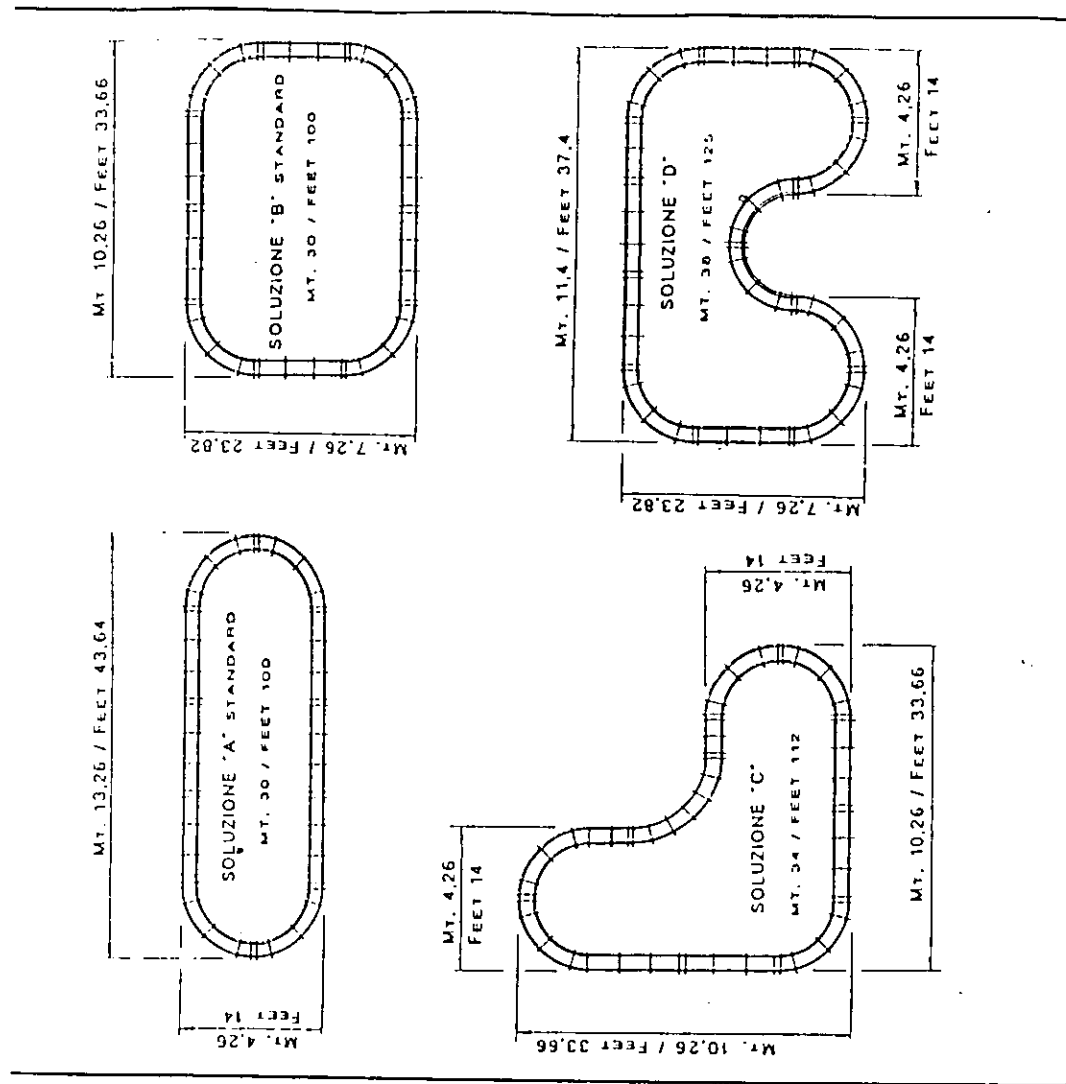 MT. 10,26 / FEET 33,66
SOLUZIONE "B" STANDARD
MT. 30 / FEET 100
MT. 7,26 / FEET 23,82
MT. 11,4 / FEET 37,4
SOLUZIONE "D"
MT. 38 / FEET 125
MT. 4,26
FEET 14
MT. 4,26
FEET 14
MT. 7,26 / FEET 23,82
MT. 13,26 / FEET 43,64
SOLUZIONE "A" STANDARD
MT. 30 / FEET 100
MT. 4,26
FEET 14
MT. 4,26
FEET 14
MT. 4,26
FEET 14
SOLUZIONE "C"
MT. 34 / FEET 112
MT. 10,26 / FEET 33,66
MT. 10,26 / FEET 33,66